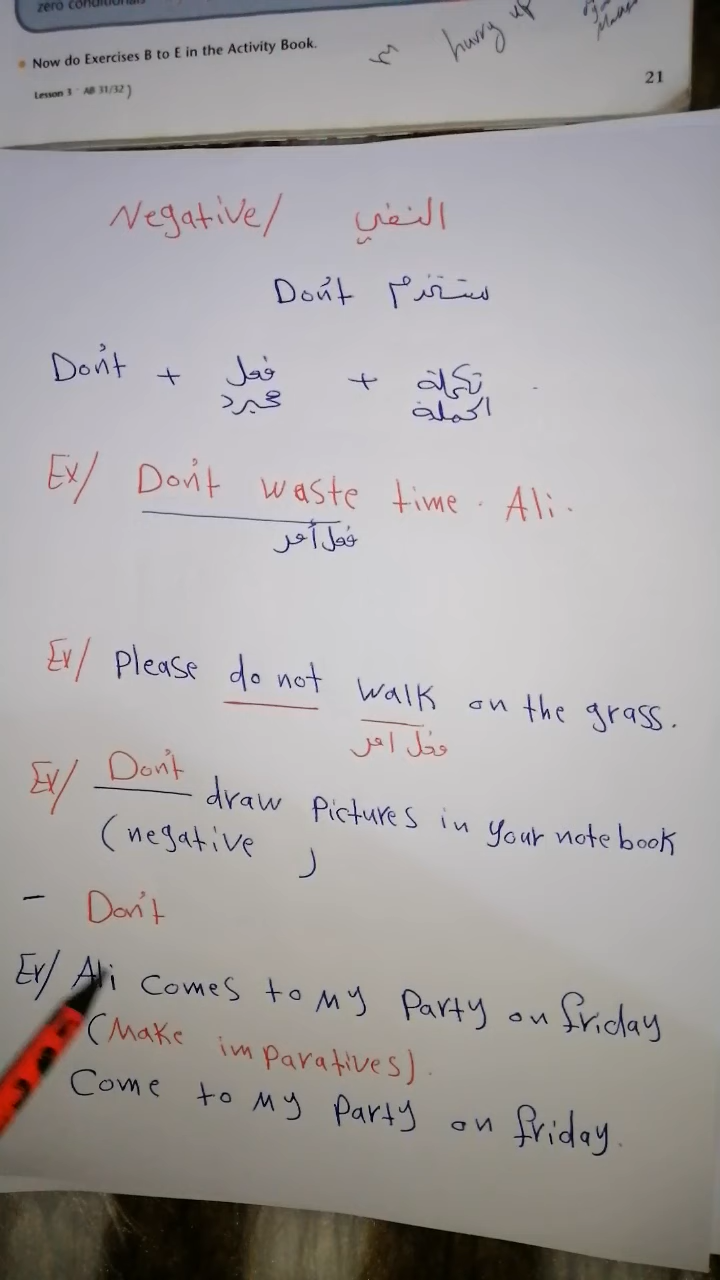 zero conditionals
Now do Exercises B to E in the Activity Book.
hurry up
Lesson 3 AB 31/32
21
Negative/ النفي
Don't ستخدم
Don't + فعل مجرد + تكملة الجملة
Ex/ Don't waste time. Ali.
فعل أمر
Ex/ Please do not walk on the grass.
فعل امر
Ex/ Don't draw pictures in your notebook
(negative )
- Don't
Ex/ Ali comes to my Party on friday
(Make imparatives).
Come to my Party on friday.